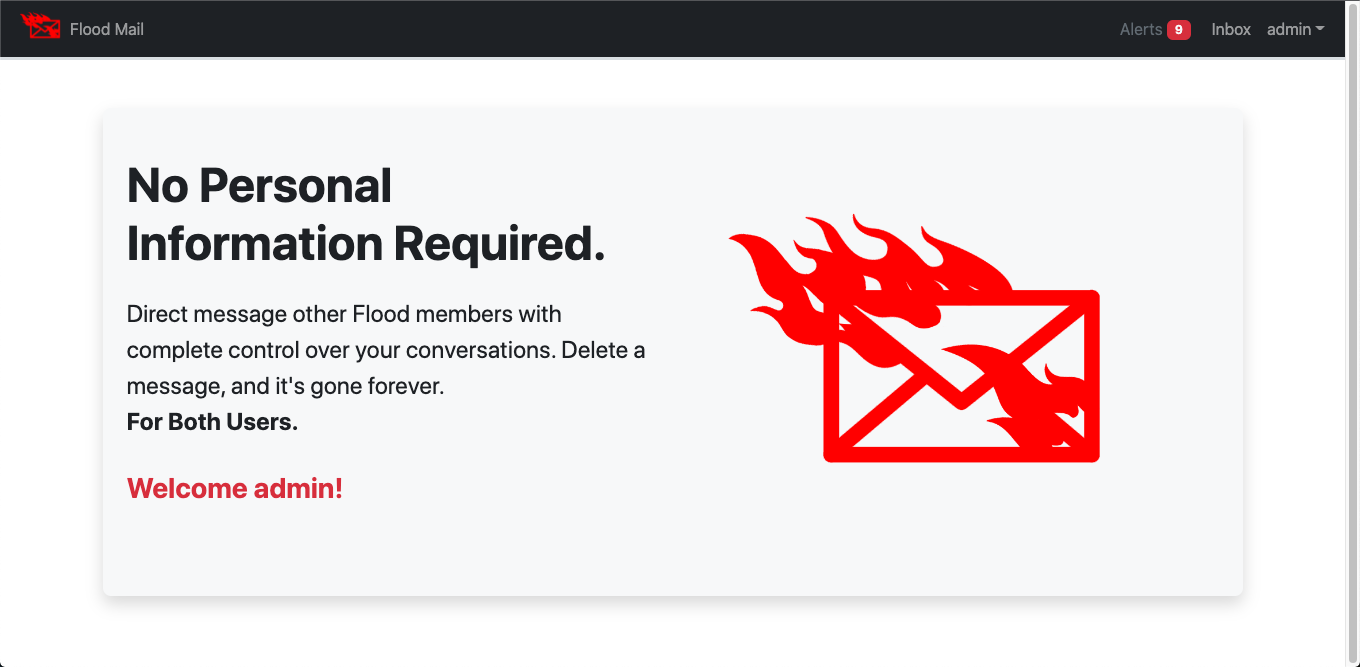 Flood Mail
Alerts 9
Inbox
admin
No Personal
Information Required.
Direct message other Flood members with
complete control over your conversations. Delete a
message, and it's gone forever.
For Both Users.
Welcome admin!